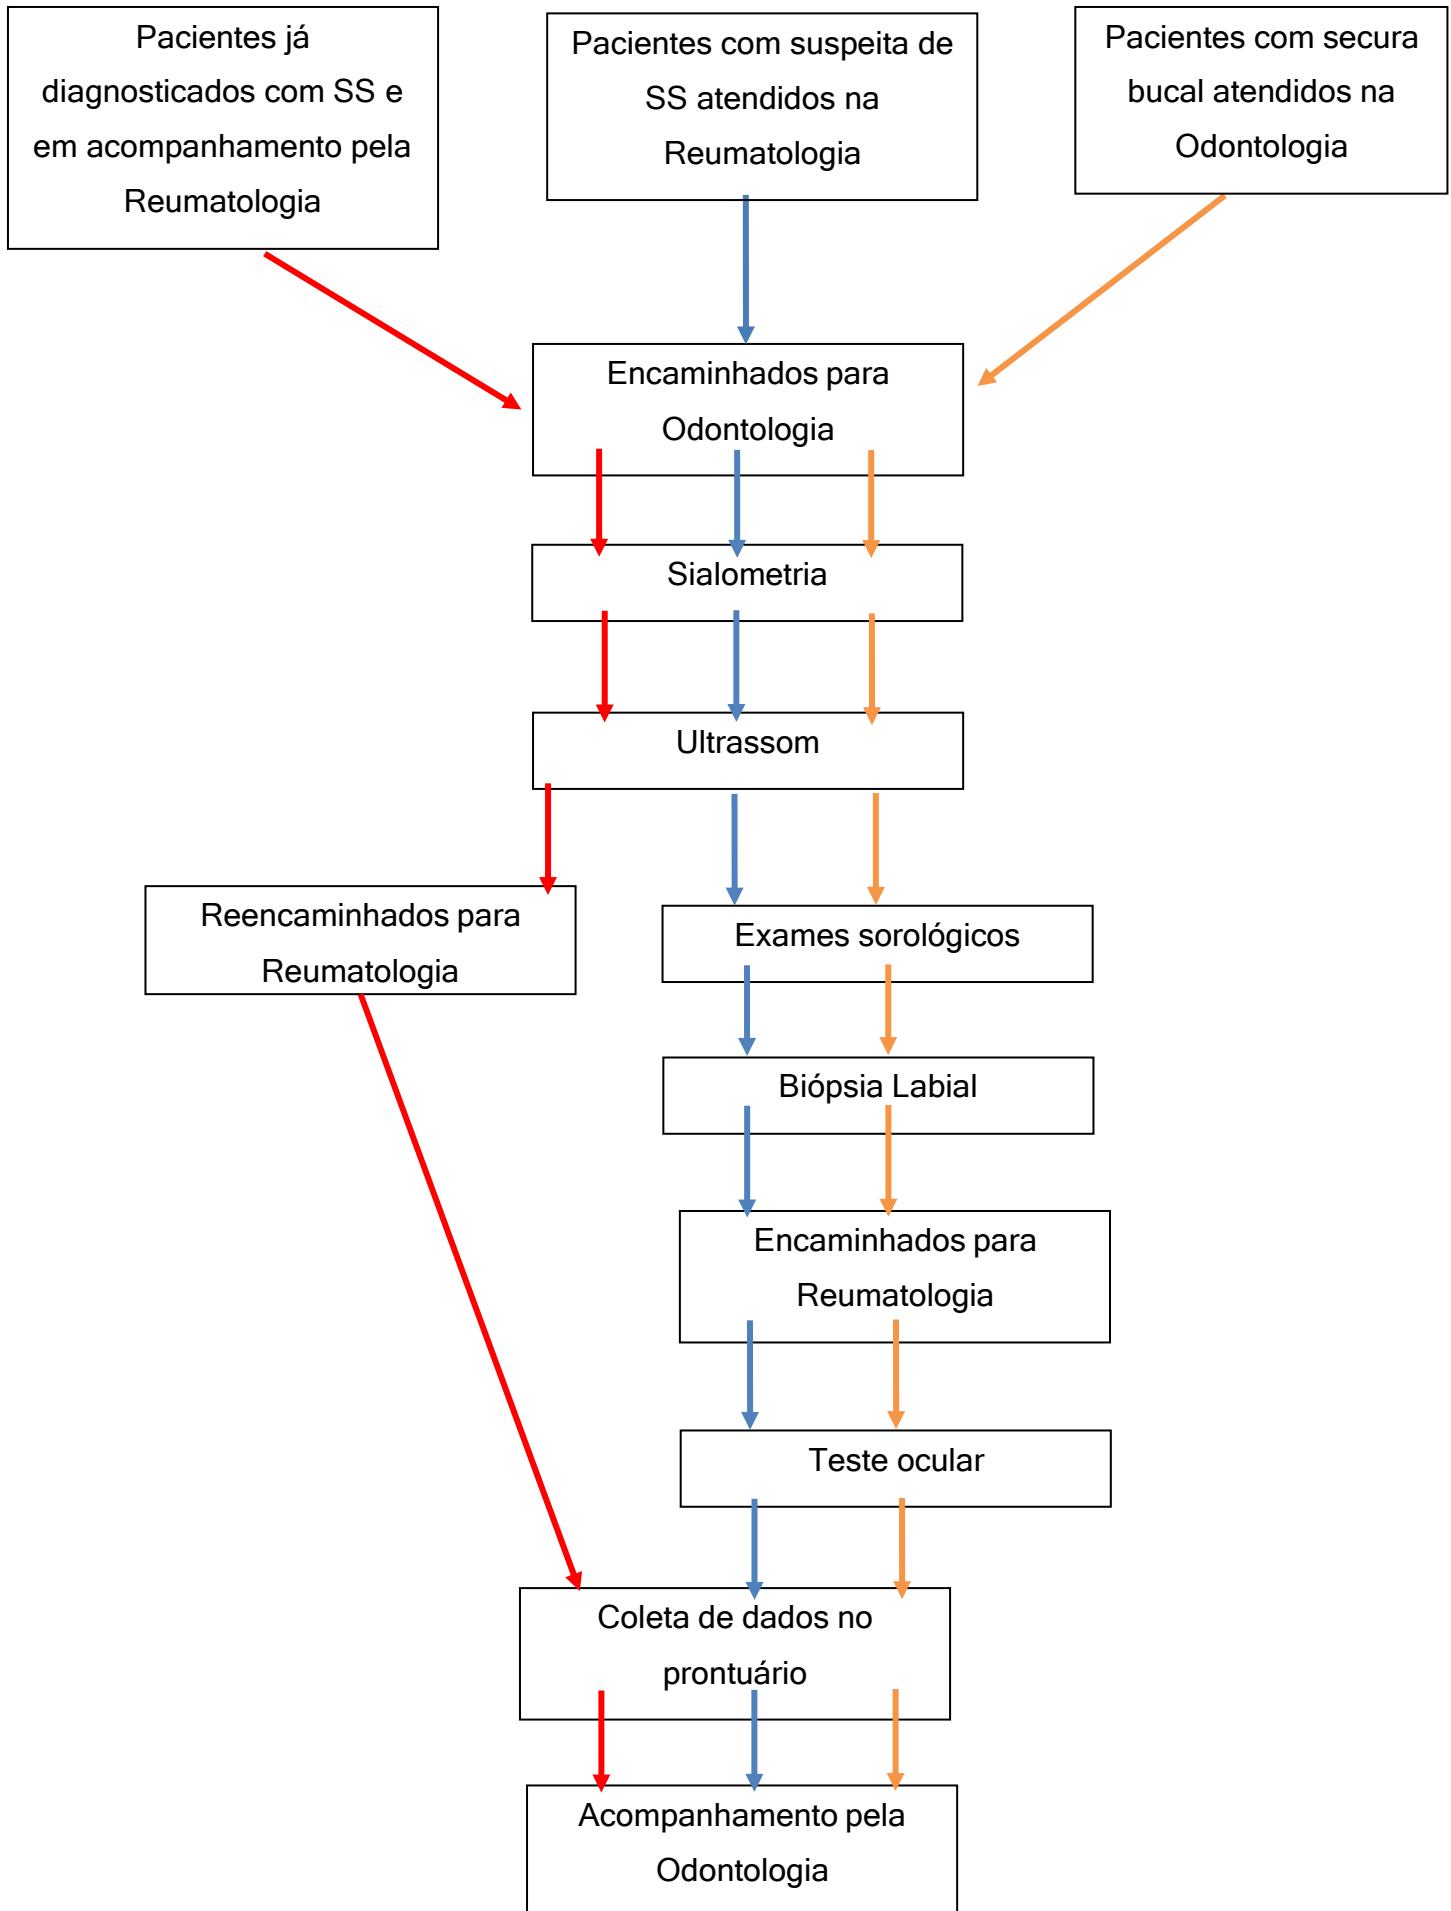 Pacientes já
diagnosticados com SS e
em acompanhamento pela
Reumatologia
Pacientes com suspeita de
SS atendidos na
Reumatologia
Pacientes com secura
bucal atendidos na
Odontologia
Encaminhados para
Odontologia
Sialometria
Ultrassom
Reencaminhados para
Reumatologia
Exames sorológicos
Biópsia Labial
Encaminhados para
Reumatologia
Teste ocular
Coleta de dados no
prontuário
Acompanhamento pela
Odontologia